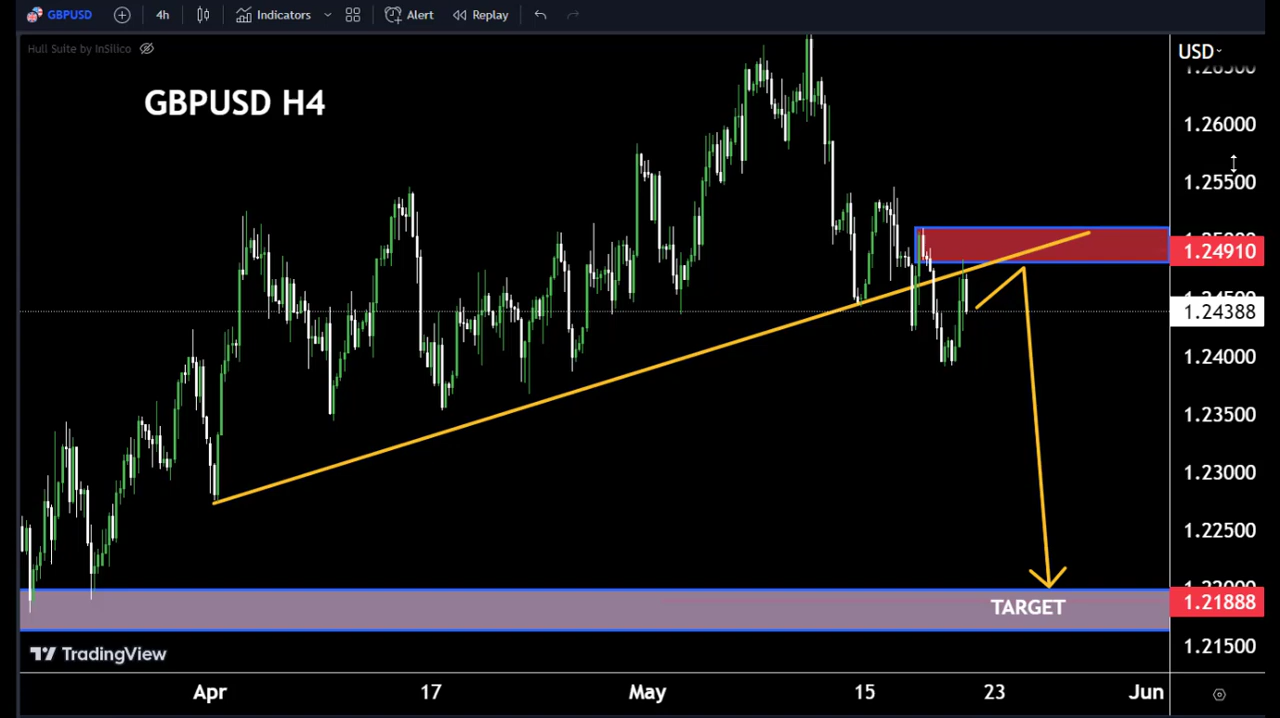 GBPUSD 4h Indicators Alert Replay
Hull Suite by InSilico
USD
GBPUSD H4
1.26000
1.25500
1.24910
1.24388
1.24000
1.23500
1.23000
1.22500
TARGET
1.21888
1.21500
TradingView
Apr 17 May 15 23 Jun